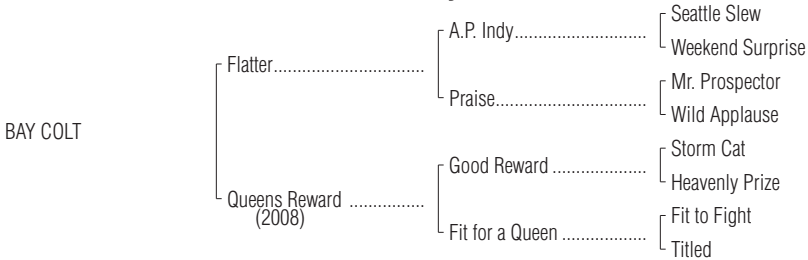 Seattle Slew
A.P. Indy
Weekend Surprise
Flatter
Mr. Prospector
Praise
Wild Applause
BAY COLT
Storm Cat
Good Reward
Heavenly Prize
Queens Reward
(2008)
Fit to Fight
Fit for a Queen
Titled